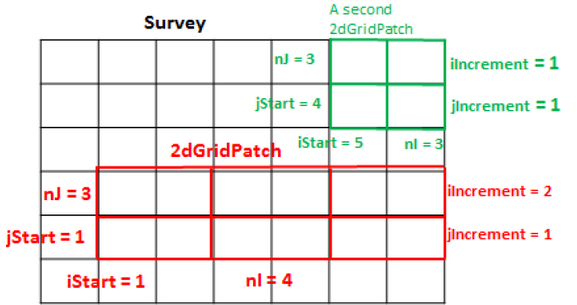 A second
Survey
2dGridPatch
nJ = 3
iIncrement = 1
jStart = 4
jIncrement = 1
iStart = 5
nI = 3
2dGridPatch
nJ = 3
iIncrement = 2
jStart = 1
jIncrement = 1
iStart = 1
nI = 4